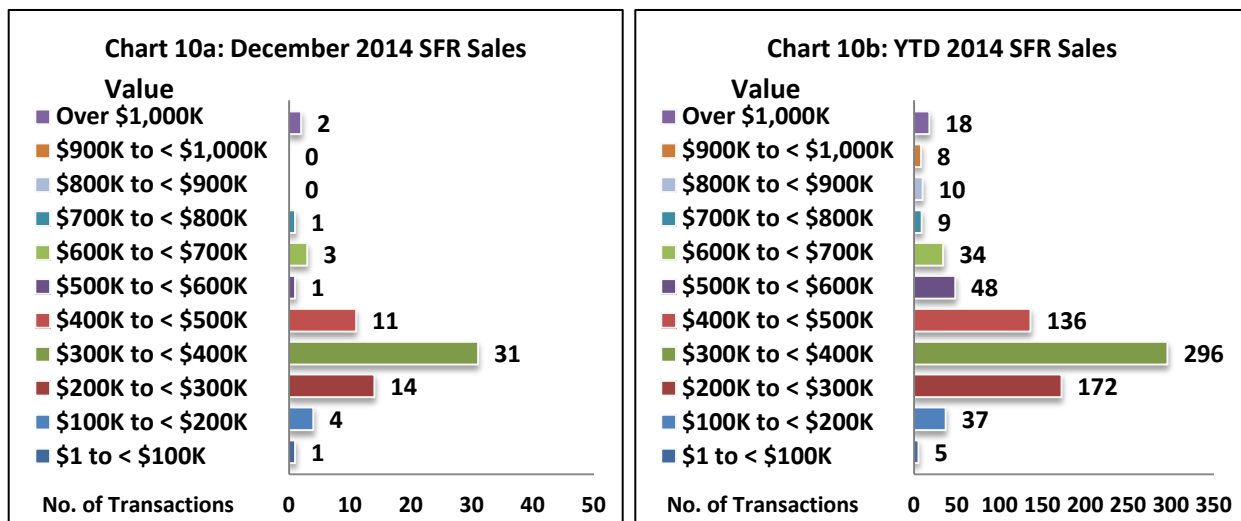 Chart 10a: December 2014 SFR Sales
Value
Over $1,000K 2
$900K to < $1,000K 0
$800K to < $900K 0
$700K to < $800K 1
$600K to < $700K 3
$500K to < $600K 1
$400K to < $500K 11
$300K to < $400K 31
$200K to < $300K 14
$100K to < $200K 4
$1 to < $100K 1
No. of Transactions 0 10 20 30 40 50
Chart 10b: YTD 2014 SFR Sales
Value
Over $1,000K 18
$900K to < $1,000K 8
$800K to < $900K 10
$700K to < $800K 9
$600K to < $700K 34
$500K to < $600K 48
$400K to < $500K 136
$300K to < $400K 296
$200K to < $300K 172
$100K to < $200K 37
$1 to < $100K 5
No. of Transactions 0 50 100 150 200 250 300 350